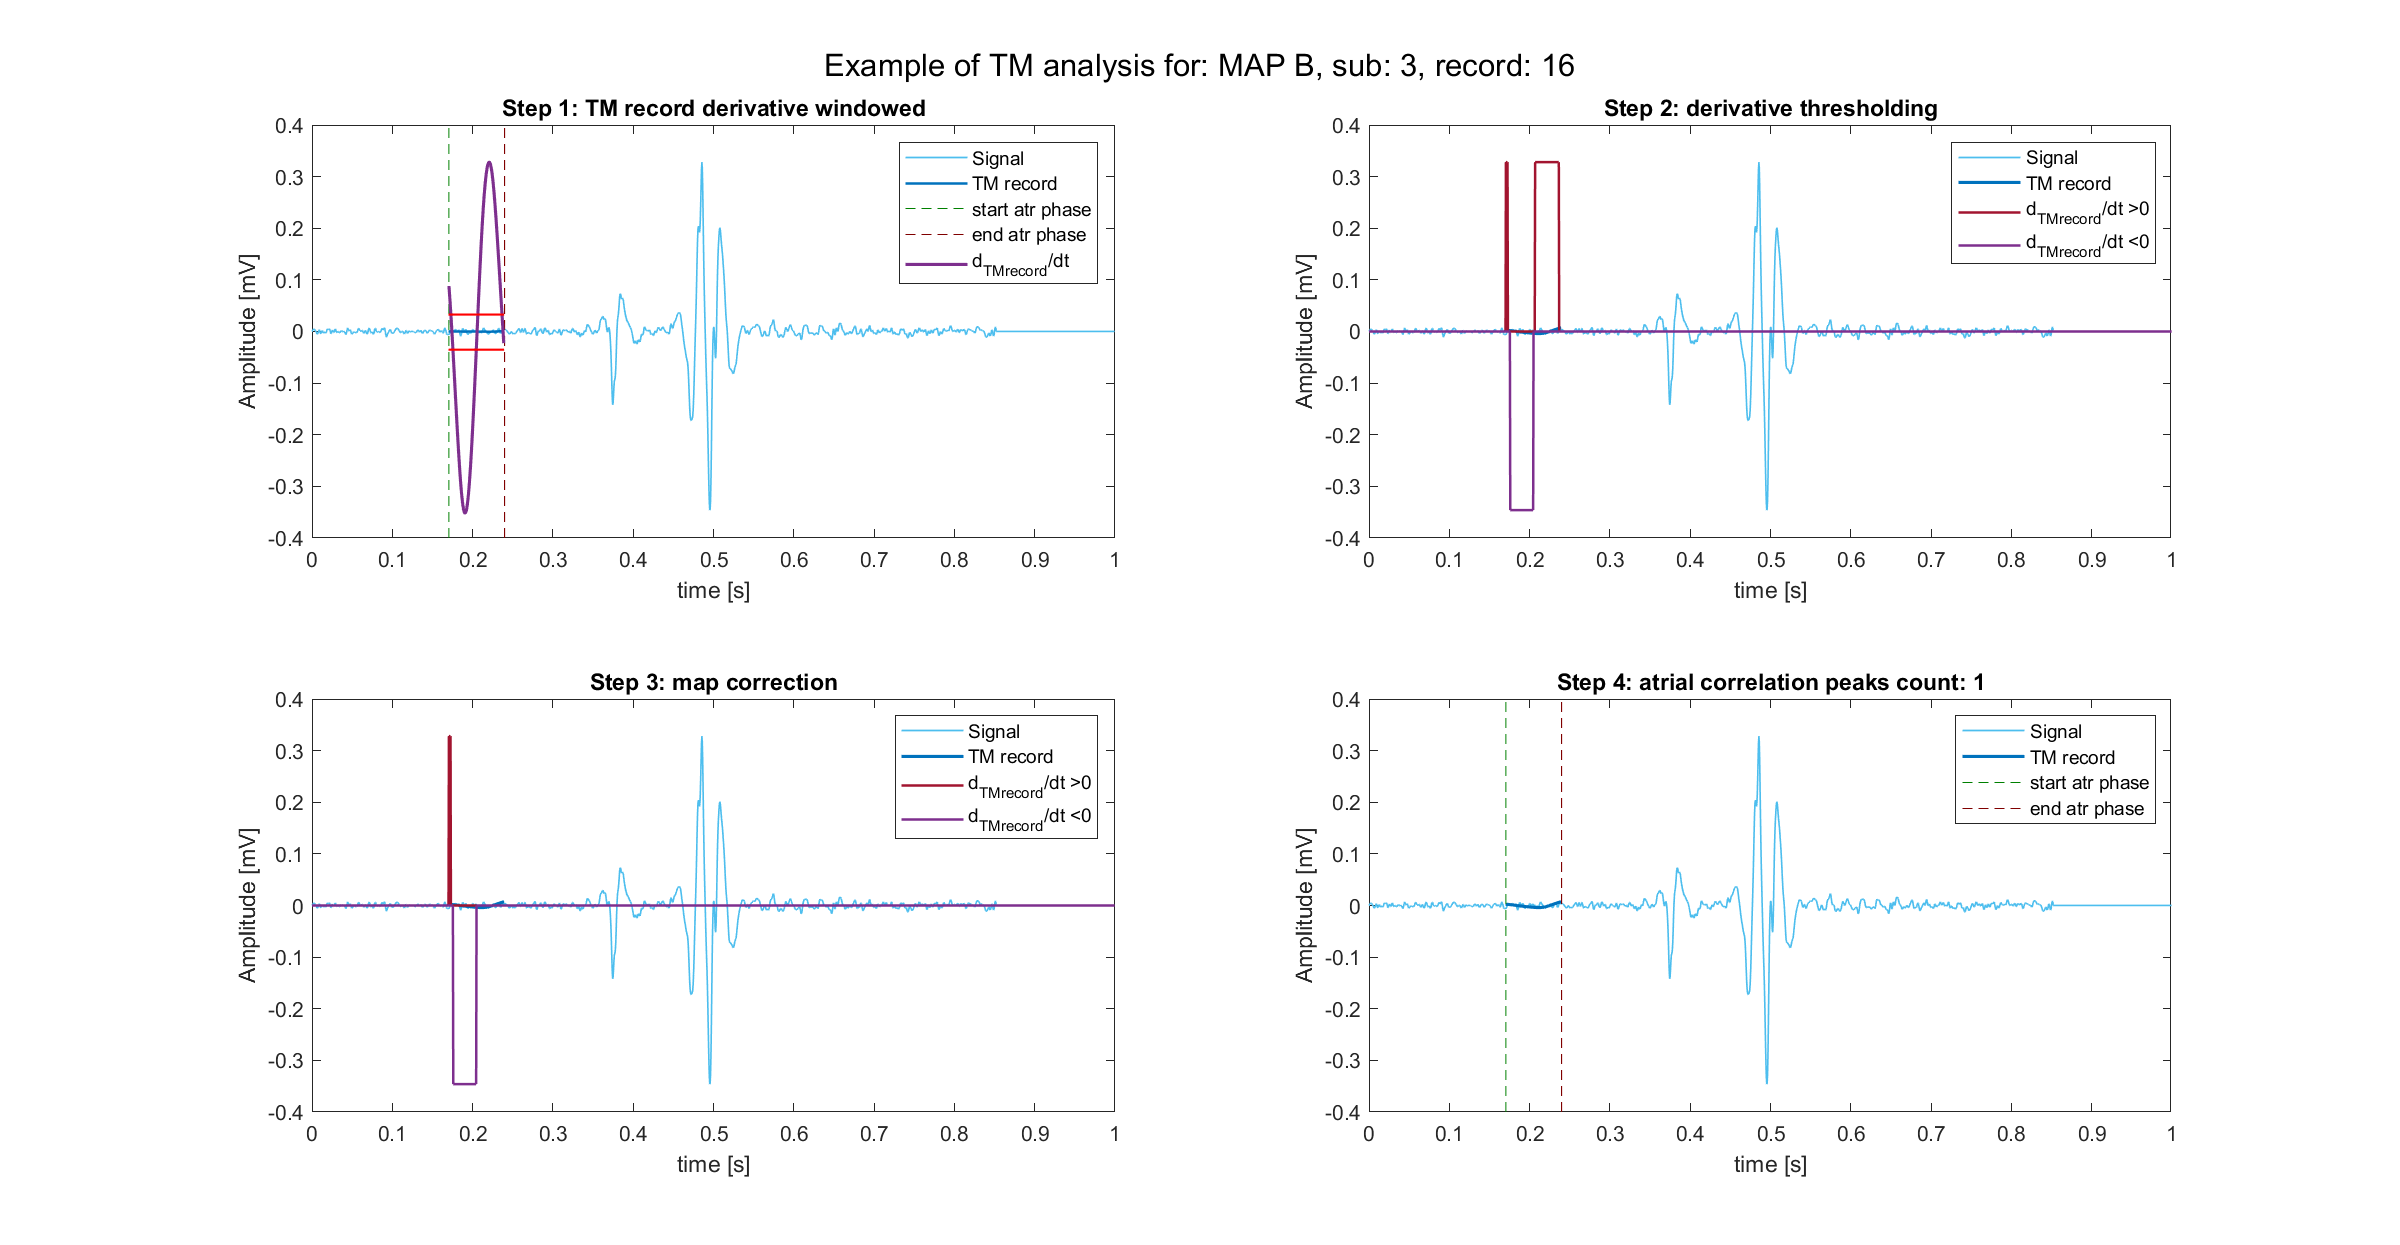 Example of TM analysis for: MAP B, sub: 3, record: 16
Step 1: TM record derivative windowed
0.4
0.3
0.2
0.1
0
-0.1
-0.2
-0.3
-0.4
Amplitude [mV]
0 0.1 0.2 0.3 0.4 0.5 0.6 0.7 0.8 0.9 1
time [s]
Signal
TM record
start atr phase
end atr phase
dTMrecord/dt
Step 2: derivative thresholding
0.4
0.3
0.2
0.1
0
-0.1
-0.2
-0.3
-0.4
Amplitude [mV]
0 0.1 0.2 0.3 0.4 0.5 0.6 0.7 0.8 0.9 1
time [s]
Signal
TM record
dTMrecord/dt >0
dTMrecord/dt <0
Step 3: map correction
0.4
0.3
0.2
0.1
0
-0.1
-0.2
-0.3
-0.4
Amplitude [mV]
0 0.1 0.2 0.3 0.4 0.5 0.6 0.7 0.8 0.9 1
time [s]
Signal
TM record
dTMrecord/dt >0
dTMrecord/dt <0
Step 4: atrial correlation peaks count: 1
0.4
0.3
0.2
0.1
0
-0.1
-0.2
-0.3
-0.4
Amplitude [mV]
0 0.1 0.2 0.3 0.4 0.5 0.6 0.7 0.8 0.9 1
time [s]
Signal
TM record
start atr phase
end atr phase